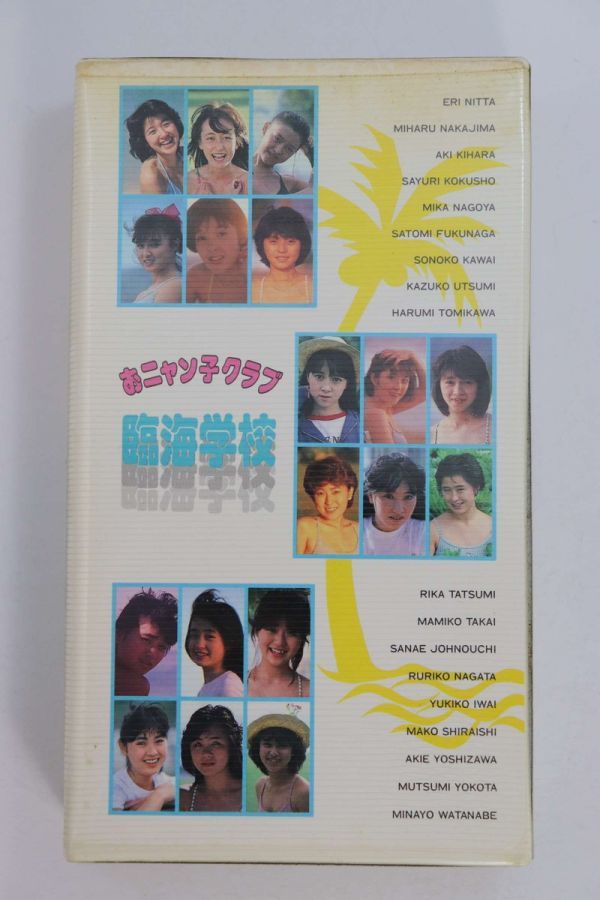 ERI NITTA
MIHARU NAKAJIMA
AKI KIHARA
SAYURI KOKUSHO
MIKA NAGOYA
SATOMI FUKUNAGA
SONOKO KAWAI
KAZUKO UTSUMI
HARUMI TOMIKAWA
おニャン子クラブ
臨海学校
RIKA TATSUMI
MAMIKO TAKAI
SANAE JOHNOUCHI
RURIKO NAGATA
YUKIKO IWAI
MAKO SHIRAISHI
AKIE YOSHIZAWA
MUTSUMI YOKOTA
MINAYO WATANABE